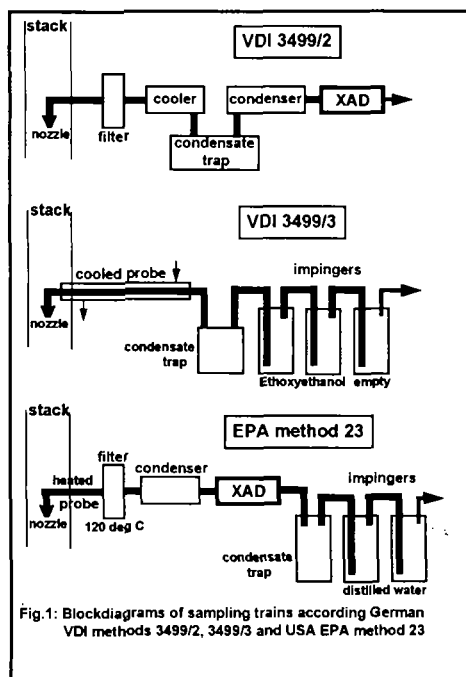 stack
VDI 3499/2
cooler
condenser
XAD
nozzle
filter
condensate
trap
stack
VDI 3499/3
cooled probe
impingers
nozzle
condensate
trap
Ethoxyethanol
empty
stack
EPA method 23
filter
condenser
impingers
heated
XAD
probe
nozzle
120 deg C
condensate
trap
distilled water
Fig.1: Blockdiagrams of sampling trains according German
VDI methods 3499/2, 3499/3 and USA EPA method 23